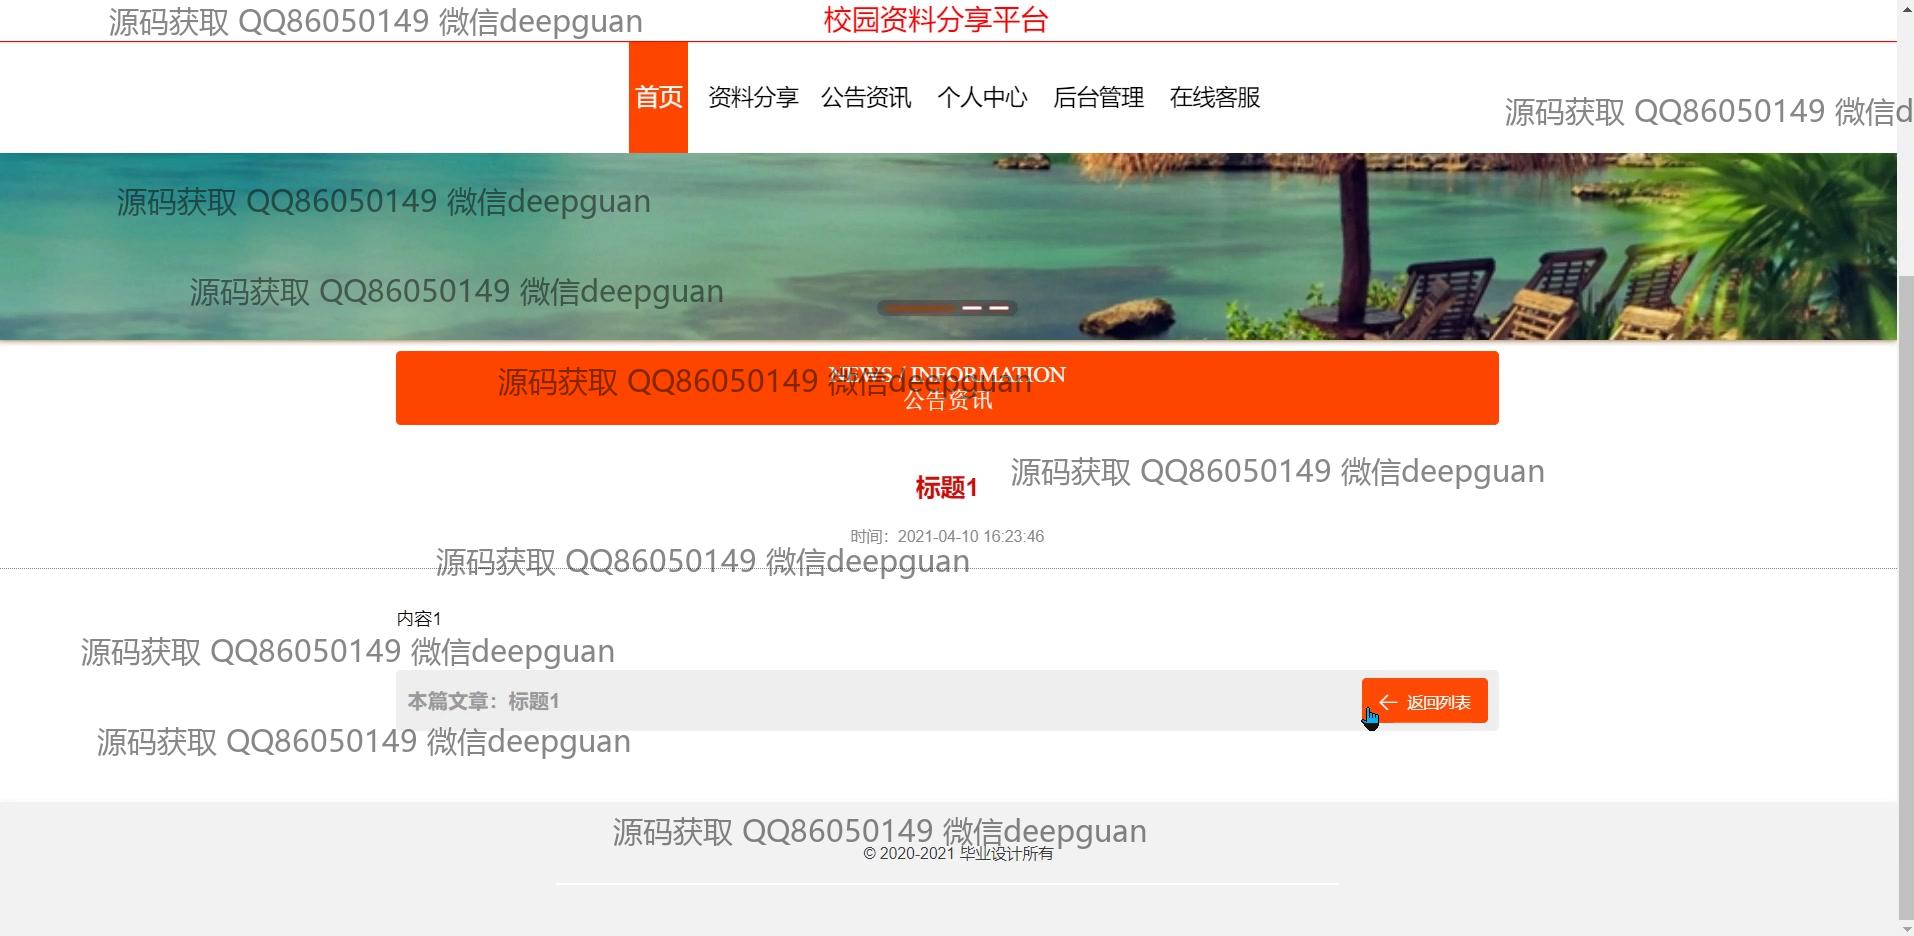 源码获取 QQ86050149 微信deepguan
校园资料分享平台
首页 资料分享 公告资讯 个人中心 后台管理 在线客服
源码获取 QQ86050149 微信d
源码获取 QQ86050149 微信deepguan
源码获取 QQ86050149 微信deepguan
NEWS / INFORMATION
源码获取 QQ86050149 微信deepguan
公告资讯
源码获取 QQ86050149 微信deepguan
标题1
时间：2021-04-10 16:23:46
源码获取 QQ86050149 微信deepguan
内容1
源码获取 QQ86050149 微信deepguan
本篇文章：标题1
返回列表
源码获取 QQ86050149 微信deepguan
源码获取 QQ86050149 微信deepguan
© 2020-2021 毕业设计所有